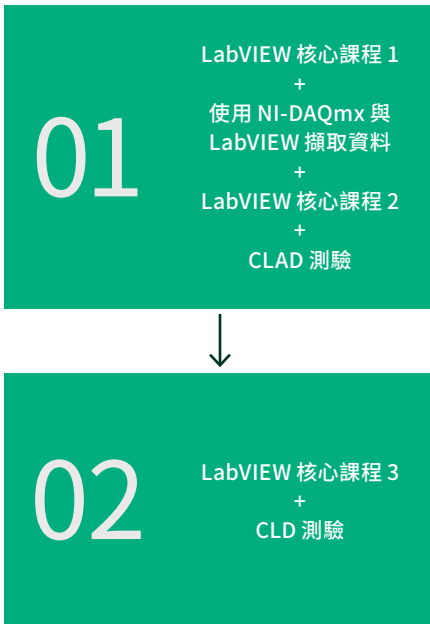 01
LabVIEW 核心課程 1
+
使用 NI-DAQmx 與
LabVIEW 擷取資料
+
LabVIEW 核心課程 2
+
CLAD 測驗
02
LabVIEW 核心課程 3
+
CLD 測驗